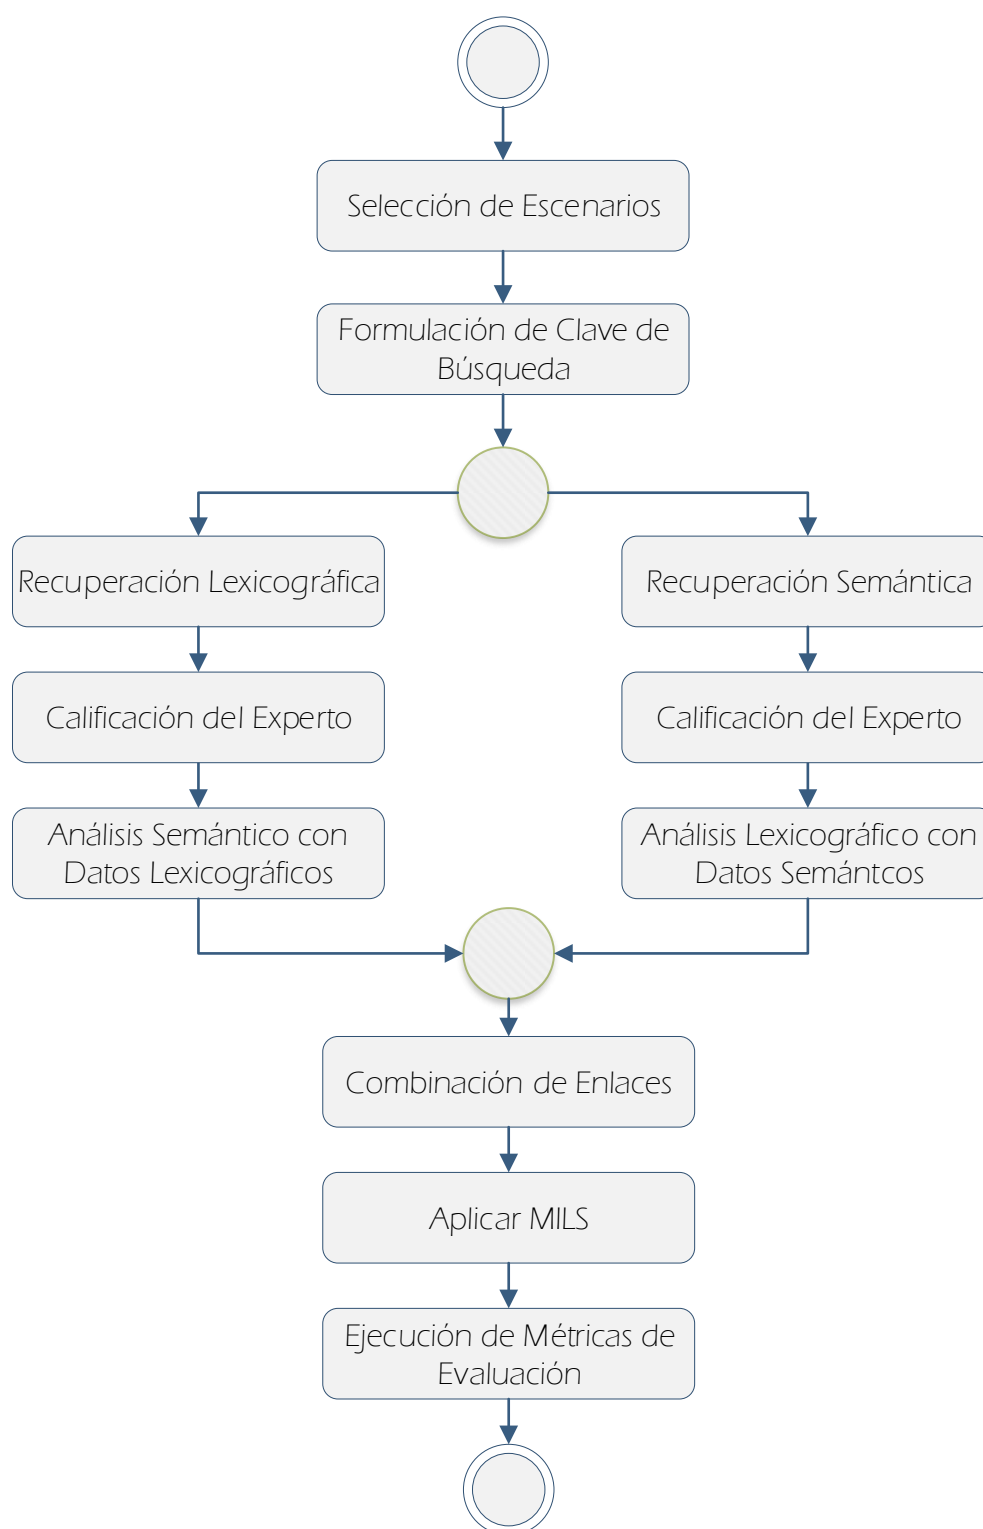 Selección de Escenarios
Formulación de Clave de
Búsqueda
Recuperación Lexicográfica
Recuperación Semántica
Calificación del Experto
Calificación del Experto
Análisis Semántico con
Datos Lexicográficos
Análisis Lexicográfico con
Datos Semántcos
Combinación de Enlaces
Aplicar MILS
Ejecución de Métricas de
Evaluación